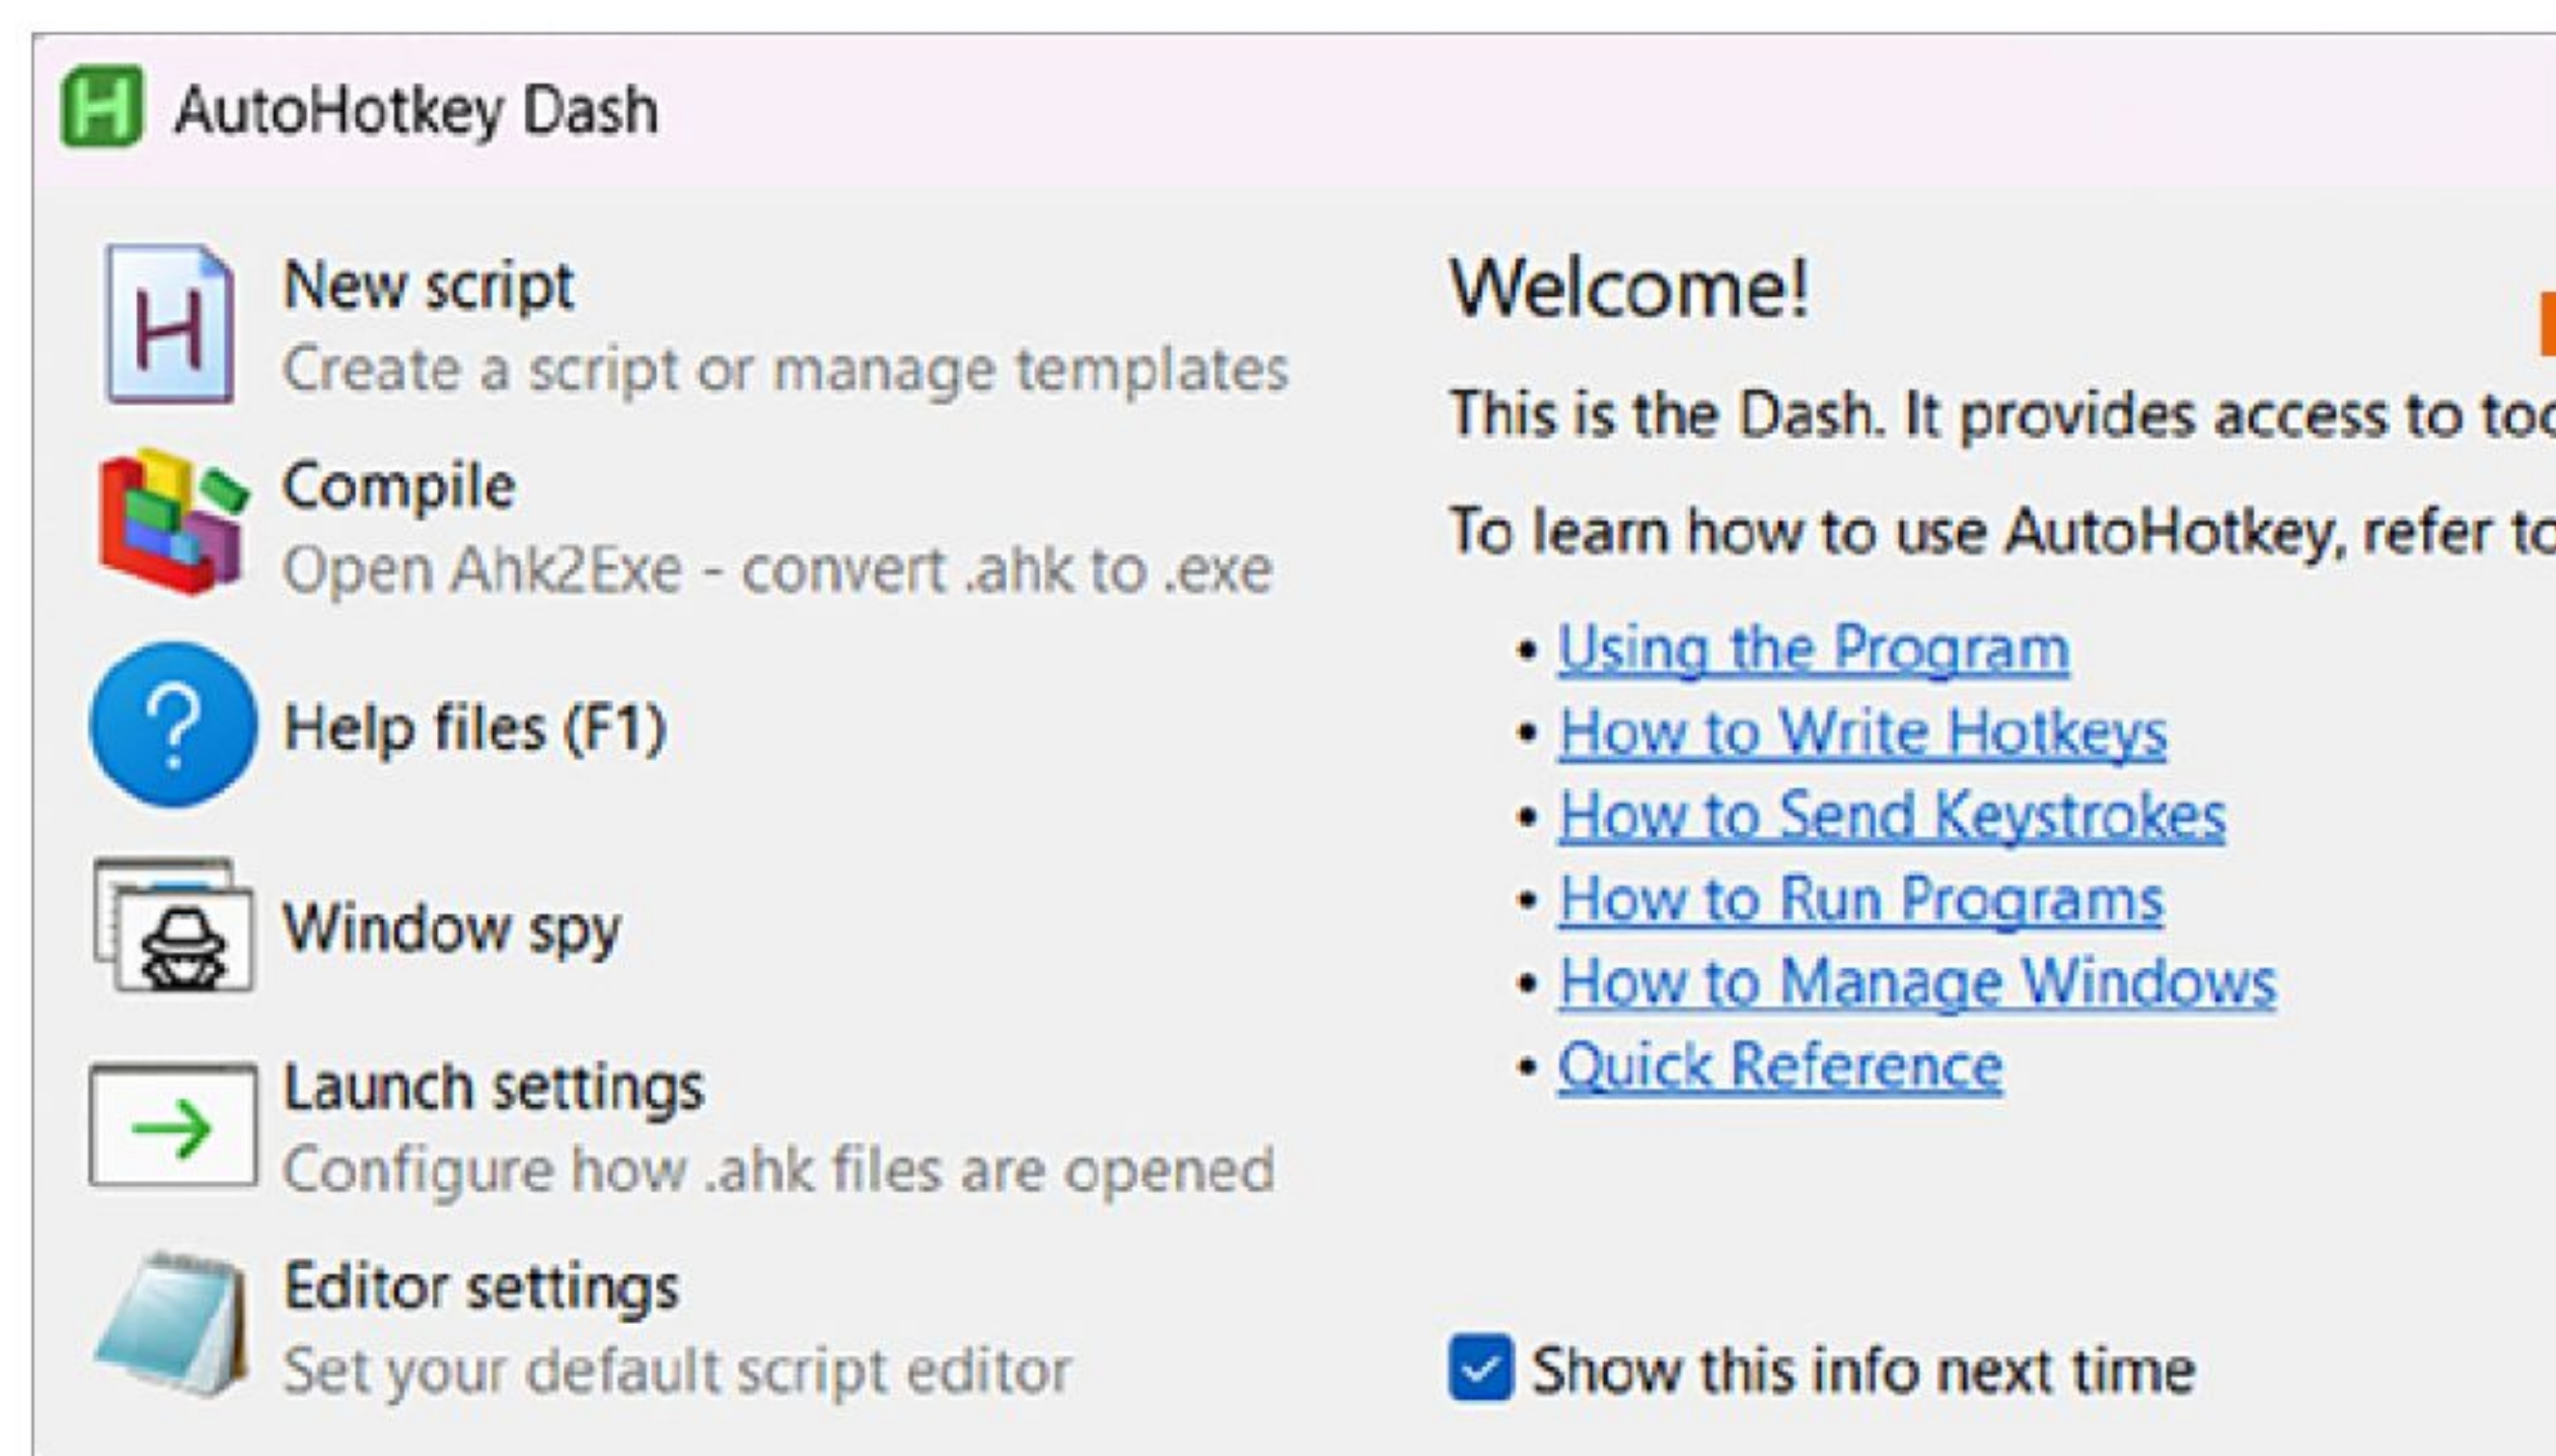 AutoHotkey Dash
New script
Create a script or manage templates
Compile
Open Ahk2Exe - convert .ahk to .exe
Help files (F1)
Window spy
Launch settings
Configure how .ahk files are opened
Editor settings
Set your default script editor
Welcome!
This is the Dash. It provides access to
To learn how to use AutoHotkey, refer to
• Using the Program
• How to Write Hotkeys
• How to Send Keystrokes
• How to Run Programs
• How to Manage Windows
• Quick Reference
Show this info next time